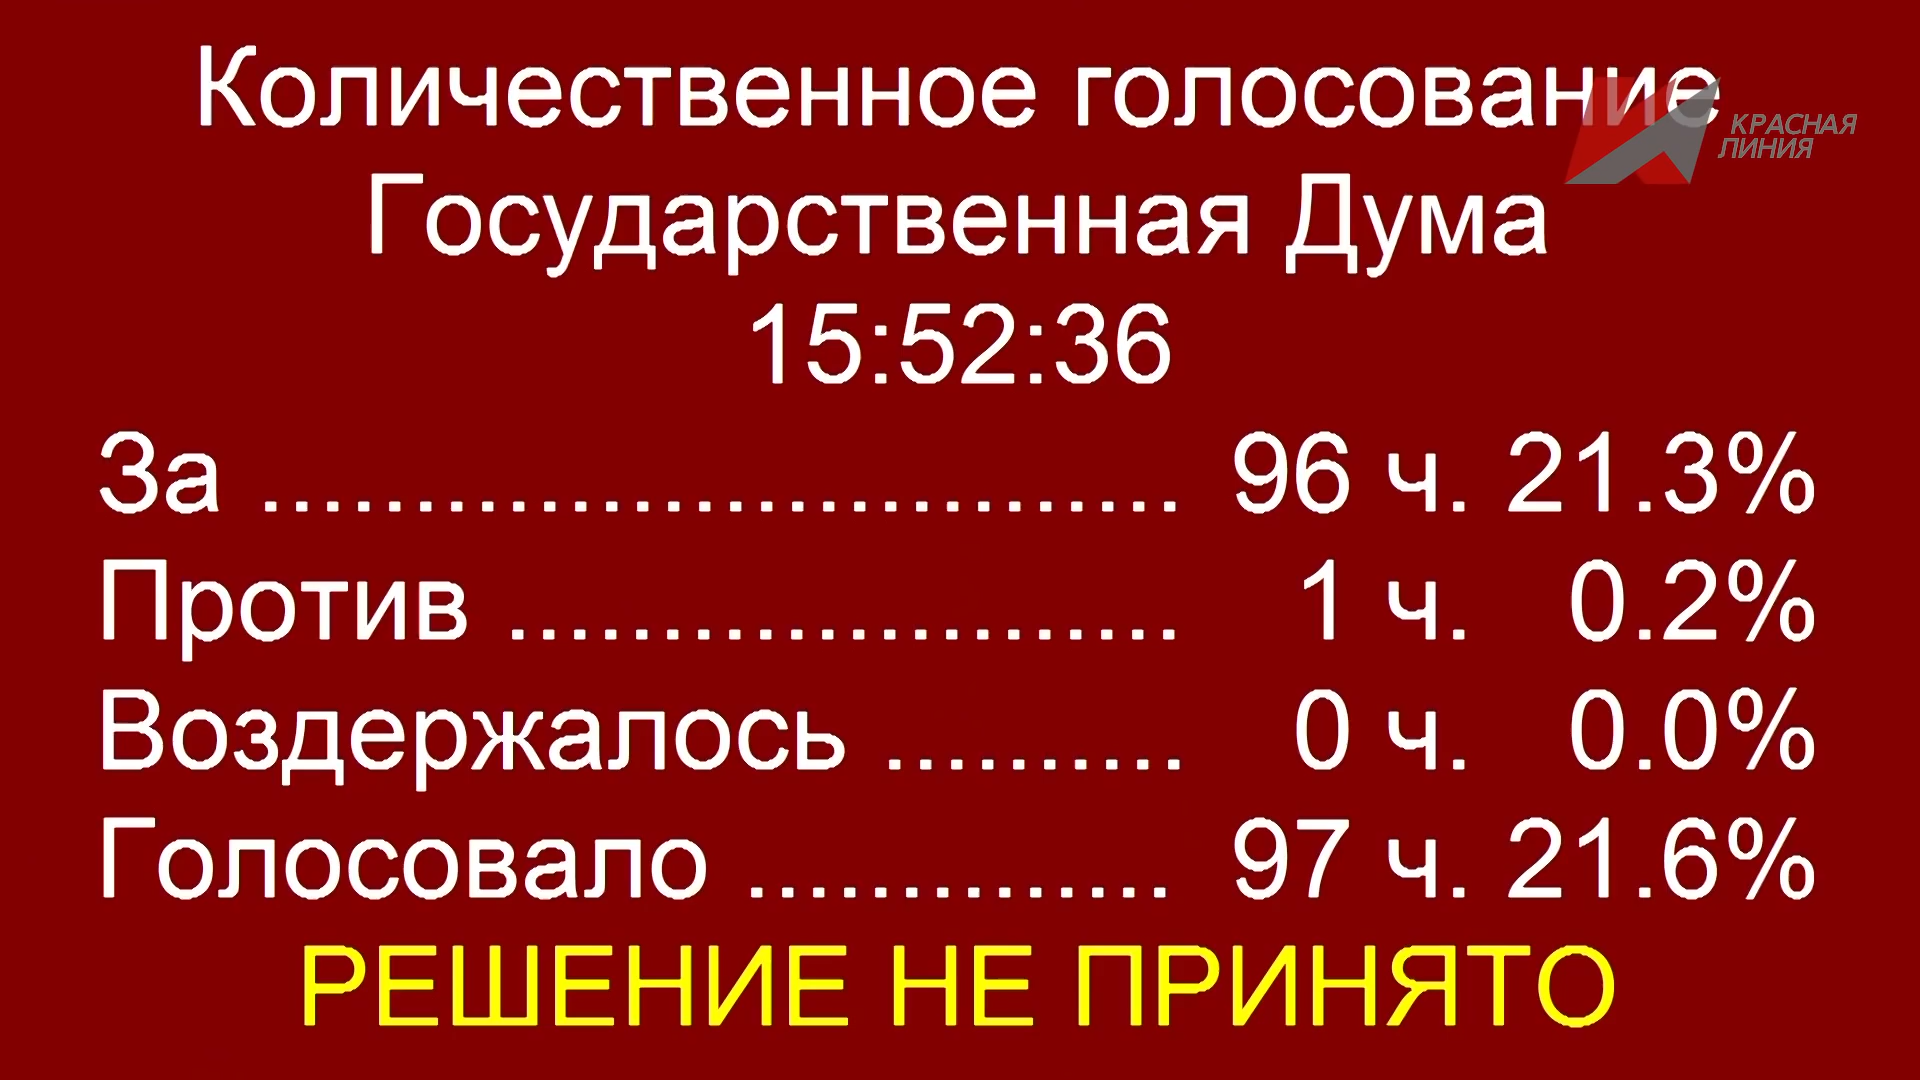 Количественное голосование
КРАСНАЯ
ЛИНИЯ
Государственная Дума
15:52:36
За .............................. 96 ч. 21.3%
Против ...................... 1 ч. 0.2%
Воздержалось .......... 0 ч. 0.0%
Голосовало .............. 97 ч. 21.6%
РЕШЕНИЕ НЕ ПРИНЯТО